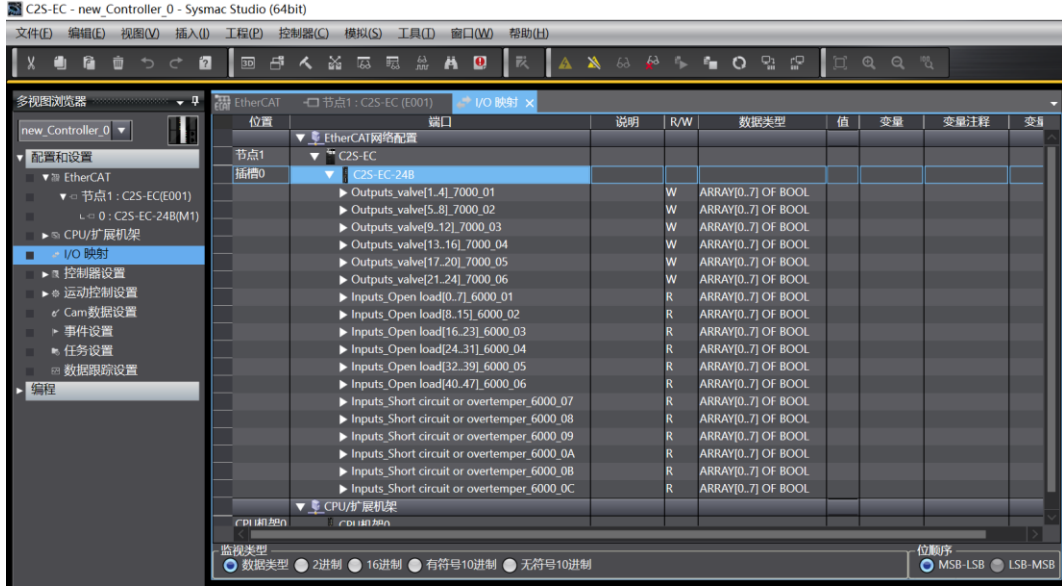 C2S-EC - new_Controller_0 - Sysmac Studio (64bit)
文件(F) 编辑(E) 视图(V) 插入(I) 工程(P) 控制器(C) 模拟(S) 工具(T) 窗口(W) 帮助(H)
多视图浏览器
new_Controller_0
配置和设置
EtherCAT
节点1 : C2S-EC(E001)
0 : C2S-EC-24B(M1)
CPU/扩展机架
I/O 映射
控制器设置
运动控制设置
Cam数据设置
事件设置
任务设置
数据跟踪设置
编程
EtherCAT 节点1 : C2S-EC (E001) I/O 映射
位置 端口 说明 R/W 数据类型 值 变量 变量注释 变量
EtherCAT网络配置
节点1 C2S-EC
插槽0 C2S-EC-24B
Outputs_valve[1..4]_7000_01 W ARRAY[0..7] OF BOOL
Outputs_valve[5..8]_7000_02 W ARRAY[0..7] OF BOOL
Outputs_valve[9..12]_7000_03 W ARRAY[0..7] OF BOOL
Outputs_valve[13..16]_7000_04 W ARRAY[0..7] OF BOOL
Outputs_valve[17..20]_7000_05 W ARRAY[0..7] OF BOOL
Outputs_valve[21..24]_7000_06 W ARRAY[0..7] OF BOOL
Inputs_Open load[0..7]_6000_01 R ARRAY[0..7] OF BOOL
Inputs_Open load[8..15]_6000_02 R ARRAY[0..7] OF BOOL
Inputs_Open load[16..23]_6000_03 R ARRAY[0..7] OF BOOL
Inputs_Open load[24..31]_6000_04 R ARRAY[0..7] OF BOOL
Inputs_Open load[32..39]_6000_05 R ARRAY[0..7] OF BOOL
Inputs_Open load[40..47]_6000_06 R ARRAY[0..7] OF BOOL
Inputs_Short circuit or overtemper_6000_07 R ARRAY[0..7] OF BOOL
Inputs_Short circuit or overtemper_6000_08 R ARRAY[0..7] OF BOOL
Inputs_Short circuit or overtemper_6000_09 R ARRAY[0..7] OF BOOL
Inputs_Short circuit or overtemper_6000_0A R ARRAY[0..7] OF BOOL
Inputs_Short circuit or overtemper_6000_0B R ARRAY[0..7] OF BOOL
Inputs_Short circuit or overtemper_6000_0C R ARRAY[0..7] OF BOOL
CPU/扩展机架
CPU机架0 CPU机架0
监视类型 位顺序
数据类型 2进制 16进制 有符号10进制 无符号10进制 MSB-LSB LSB-MSB